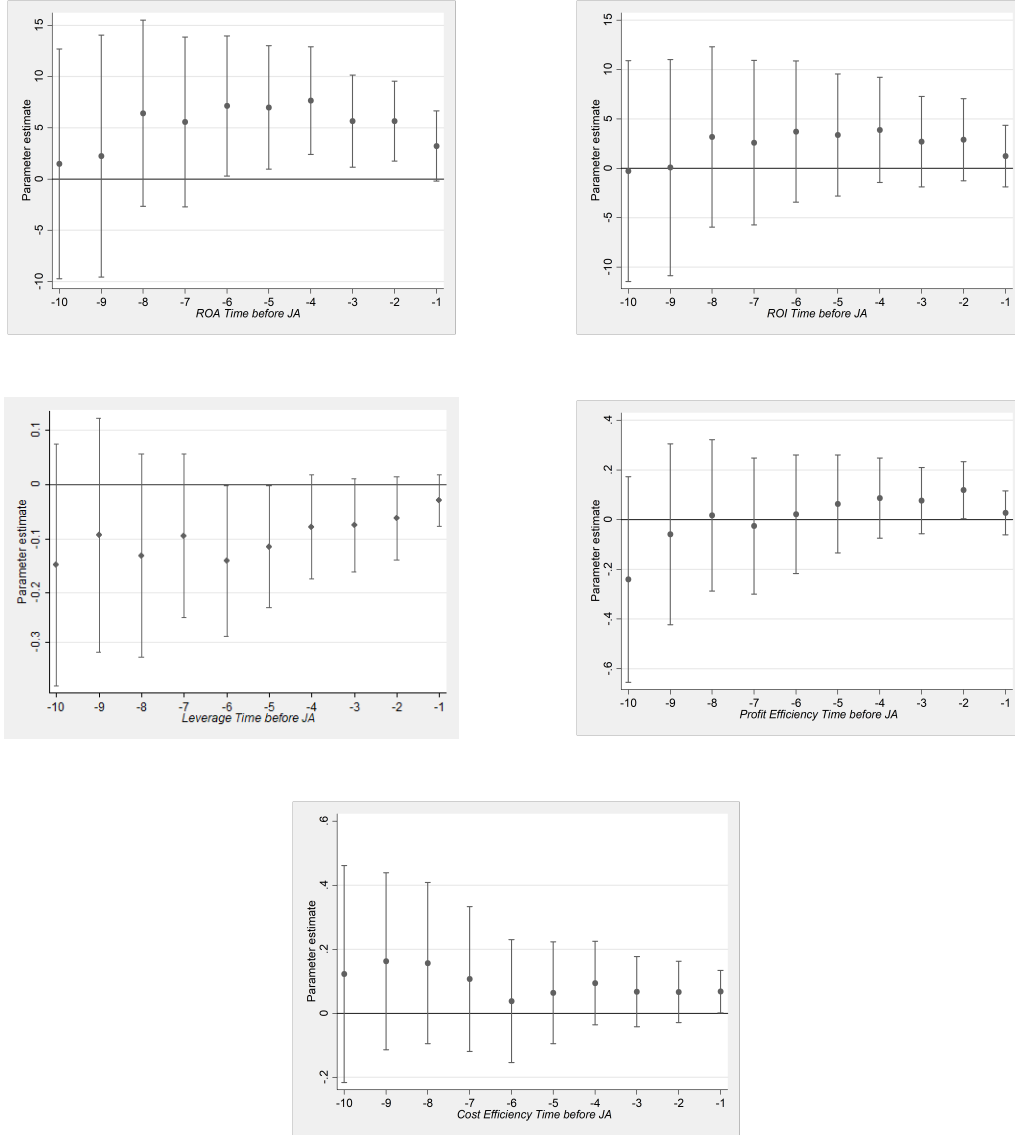 15
10
5
0
-5
-10
Parameter estimate
-10 -9 -8 -7 -6 -5 -4 -3 -2 -1
ROA Time before JA
15
10
5
0
-5
-10
Parameter estimate
-10 -9 -8 -7 -6 -5 -4 -3 -2 -1
ROI Time before JA
0.1
0
-0.1
-0.2
-0.3
Parameter estimate
-10 -9 -8 -7 -6 -5 -4 -3 -2 -1
Leverage Time before JA
.4
.2
0
-.2
-.4
-.6
Parameter estimate
-10 -9 -8 -7 -6 -5 -4 -3 -2 -1
Profit Efficiency Time before JA
.6
.4
.2
0
-.2
Parameter estimate
-10 -9 -8 -7 -6 -5 -4 -3 -2 -1
Cost Efficiency Time before JA